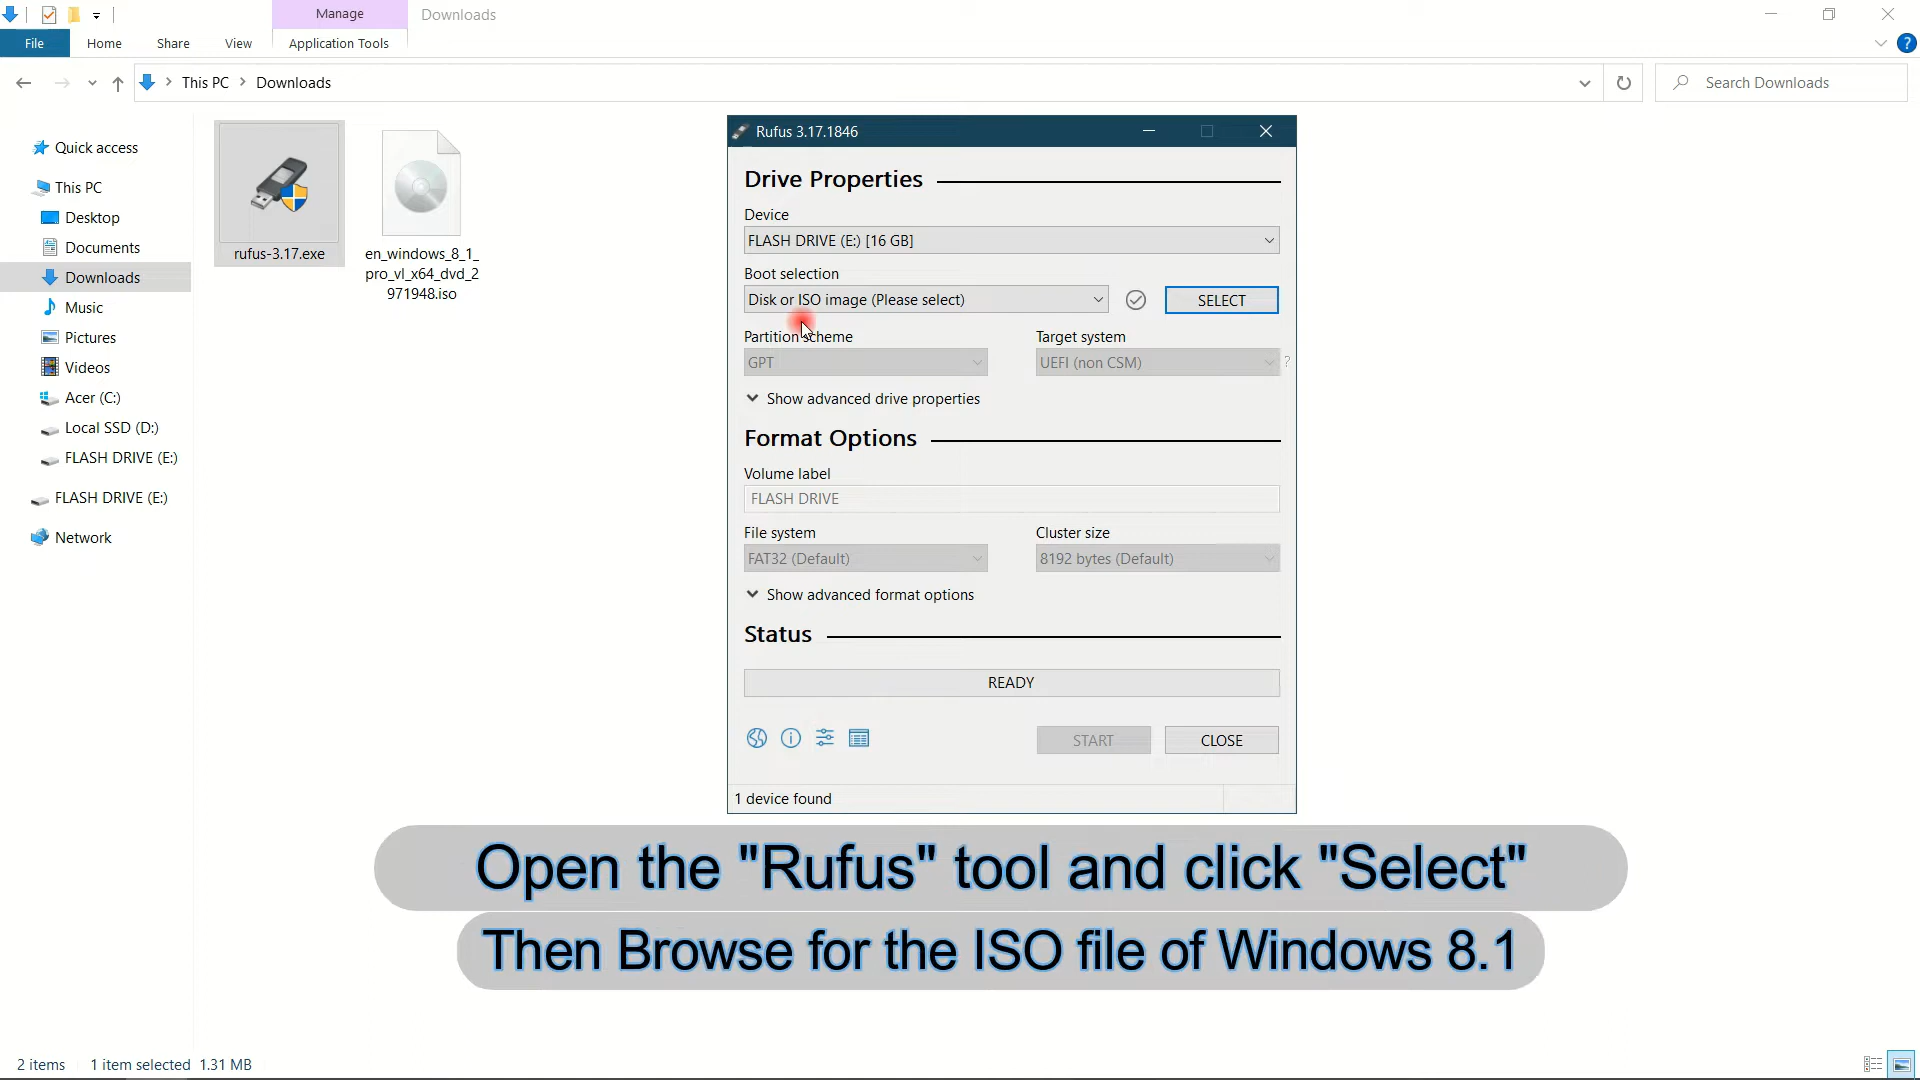 Manage
Downloads
File
Home
Share
View
Application Tools
?
This PC
Downloads
Search Downloads
Quick access
This PC
Desktop
Documents
Downloads
Music
Pictures
Videos
Acer (C:)
Local SSD (D:)
FLASH DRIVE (E:)
FLASH DRIVE (E:)
Network
rufus-3.17.exe
en_windows_8_1_
pro_vl_x64_dvd_2
971948.iso
Rufus 3.17.1846
Drive Properties
Device
FLASH DRIVE (E:) [16 GB]
Boot selection
Disk or ISO image (Please select)
SELECT
Partition scheme
Target system
GPT
UEFI (non CSM)
?
Show advanced drive properties
Format Options
Volume label
FLASH DRIVE
File system
Cluster size
FAT32 (Default)
8192 bytes (Default)
Show advanced format options
Status
READY
START
CLOSE
1 device found
Open the "Rufus" tool and click "Select"
Then Browse for the ISO file of Windows 8.1
2 items
1 item selected 1.31 MB